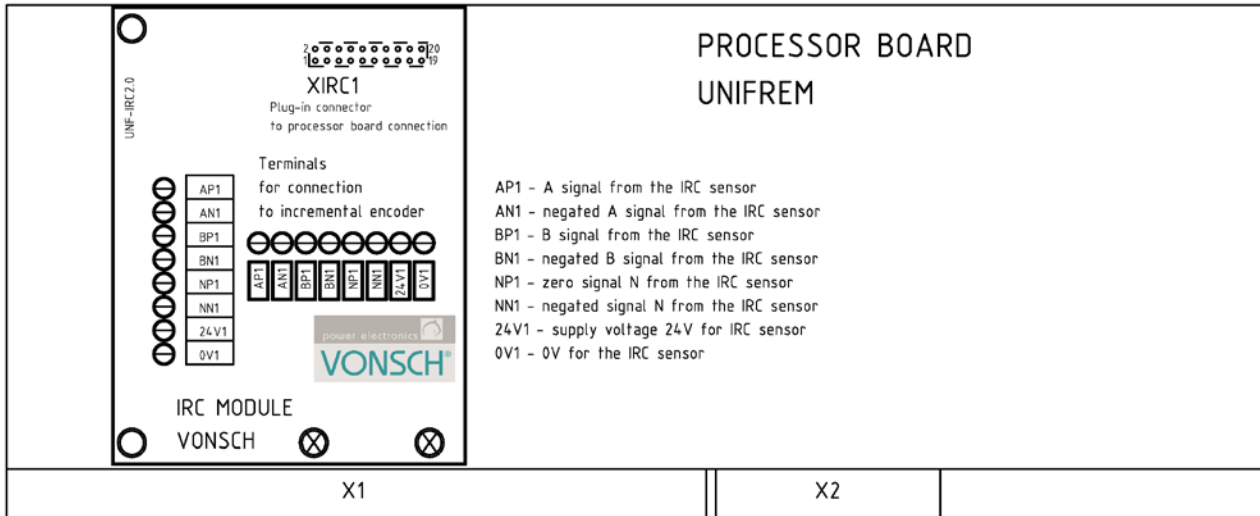 PROCESSOR BOARD
UNIFREM
2 20
1 19
XIRC1
Plug-in connector
to processor board connection
UNF-IRC2.0
Terminals
for connection
to incremental encoder
AP1
AN1
BP1
BN1
NP1
NN1
24V1
0V1
AP1 AN1 BP1 BN1 NP1 NN1 24V1 0V1
power electronics
VONSCH®
IRC MODULE
VONSCH
AP1 - A signal from the IRC sensor
AN1 - negated A signal from the IRC sensor
BP1 - B signal from the IRC sensor
BN1 - negated B signal from the IRC sensor
NP1 - zero signal N from the IRC sensor
NN1 - negated signal N from the IRC sensor
24V1 - supply voltage 24V for IRC sensor
0V1 - 0V for the IRC sensor
X1
X2